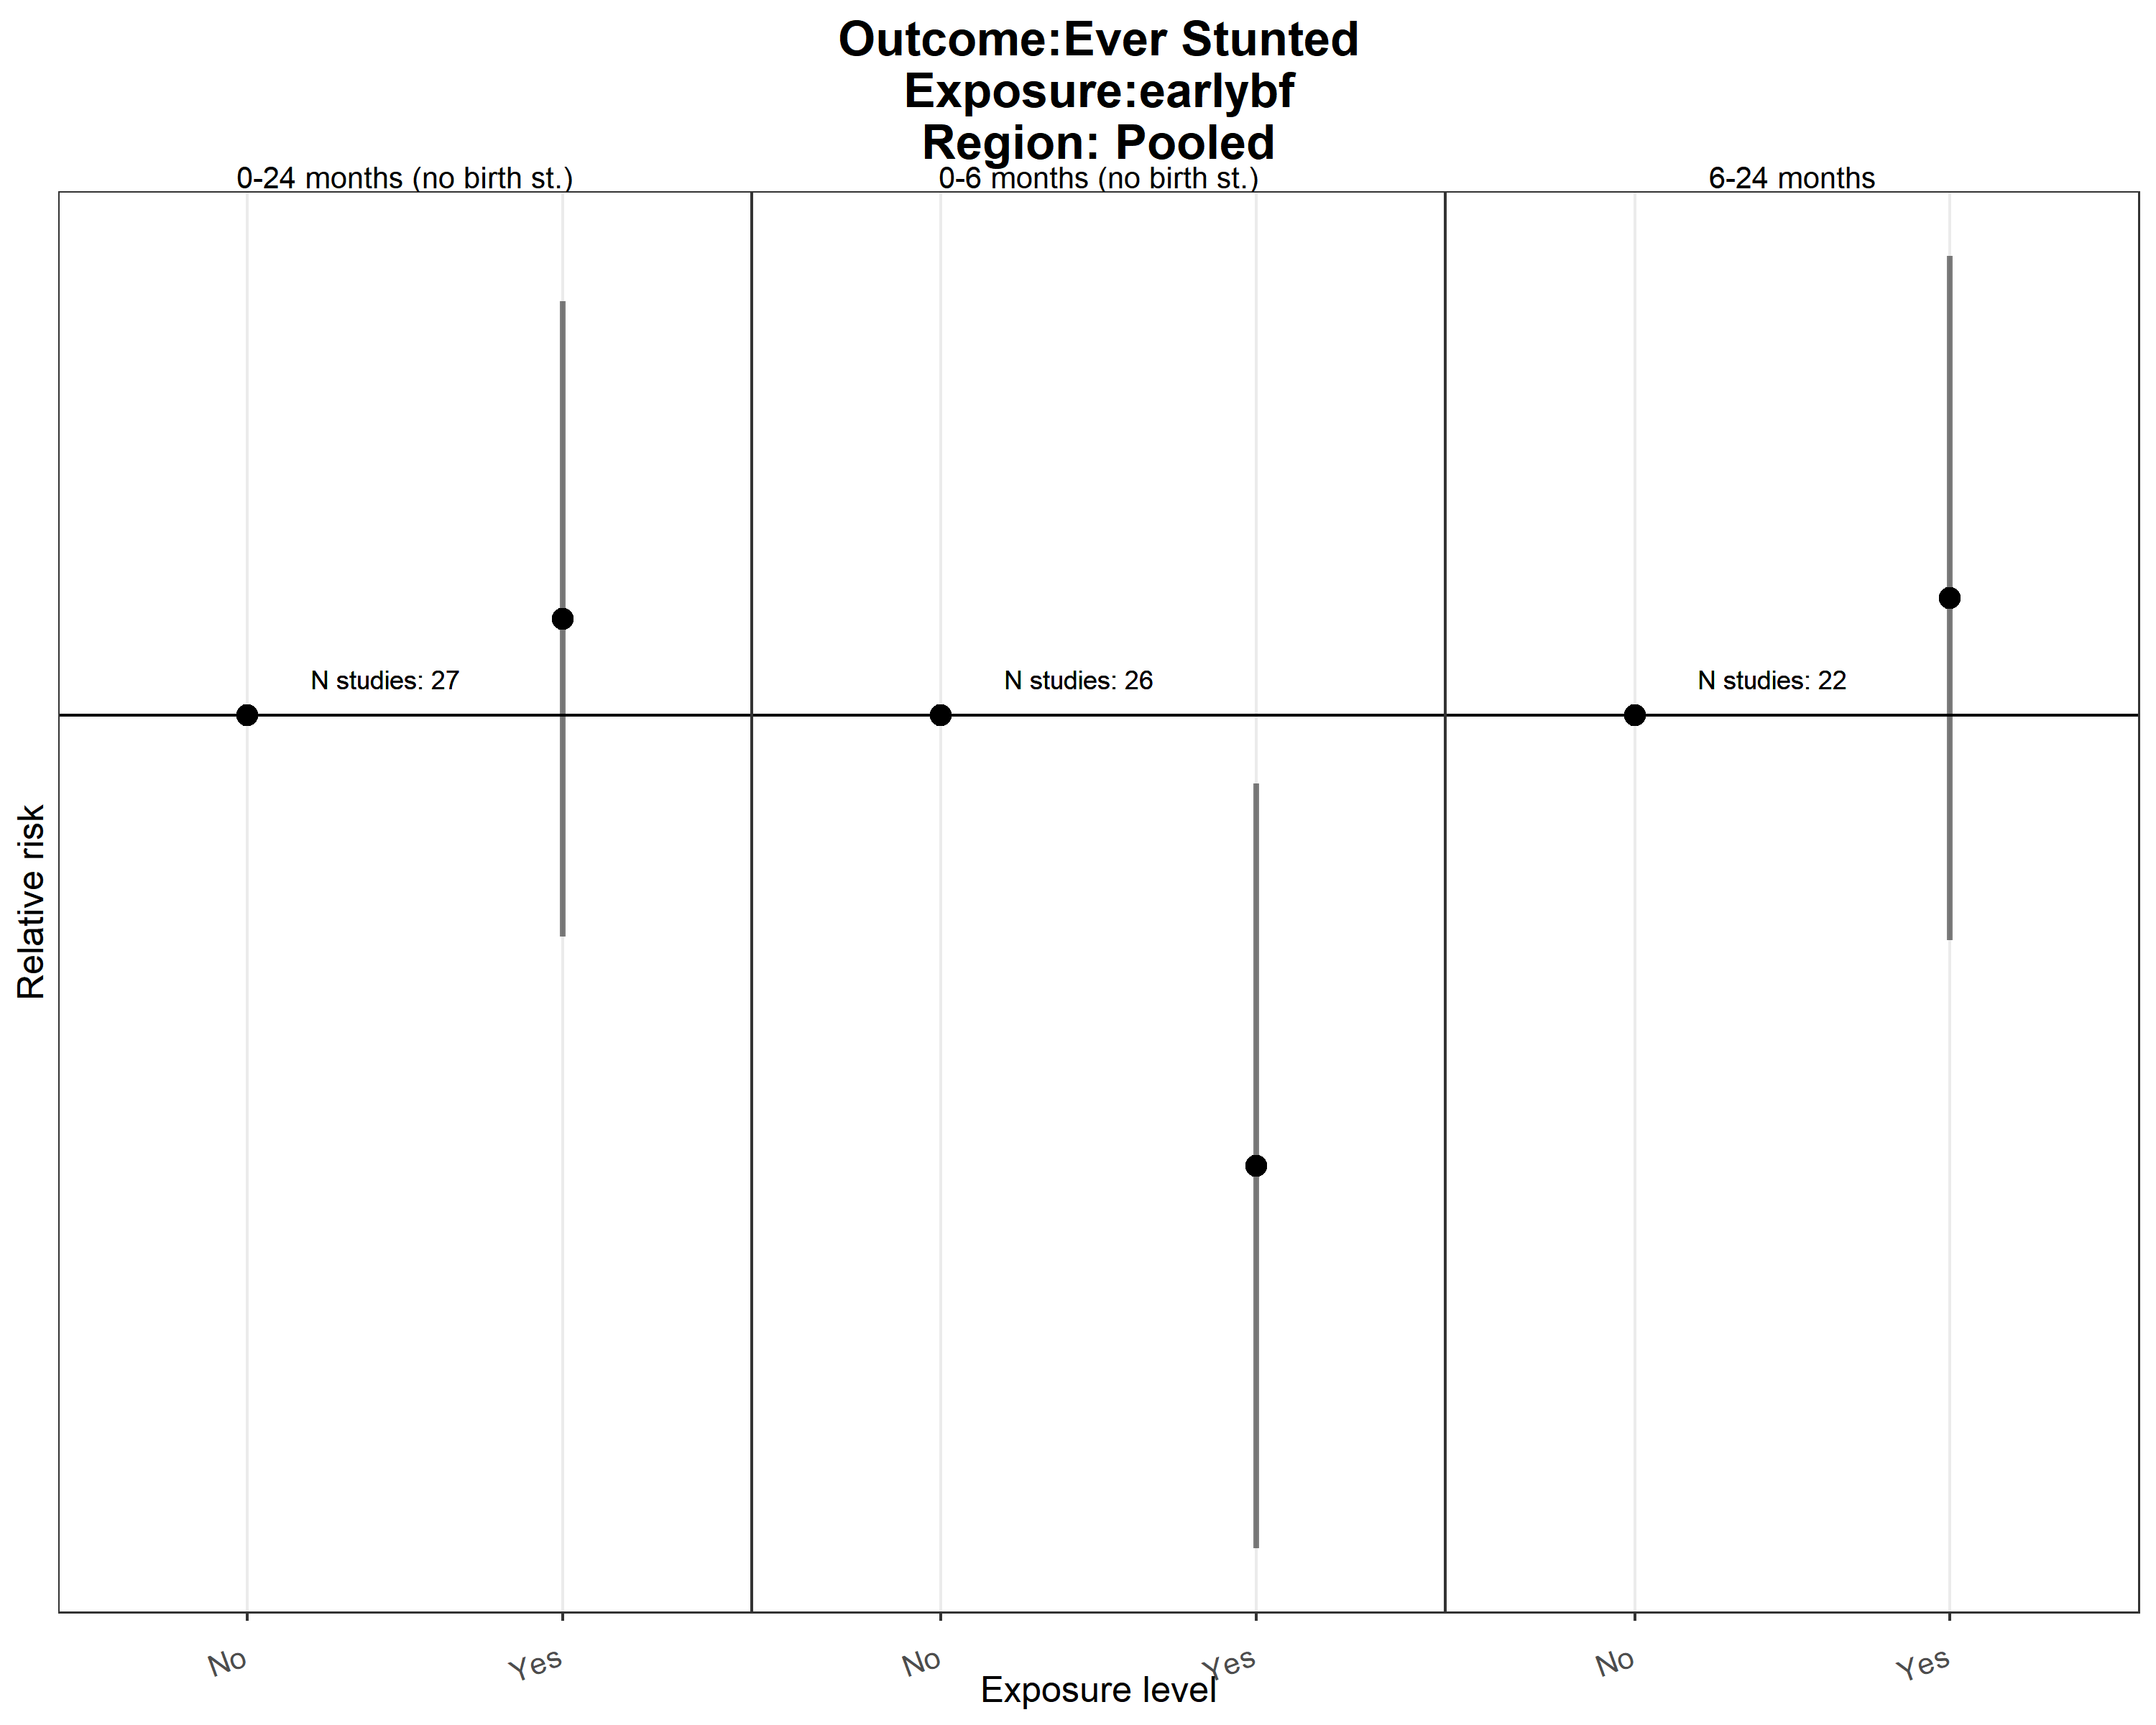 Outcome:Ever Stunted
Exposure:earlybf
Region: Pooled
0-24 months (no birth st.)
0-6 months (no birth st.)
6-24 months
N studies: 27
N studies: 26
N studies: 22
Relative risk
No
Yes
No
Yes
No
Yes
Exposure level